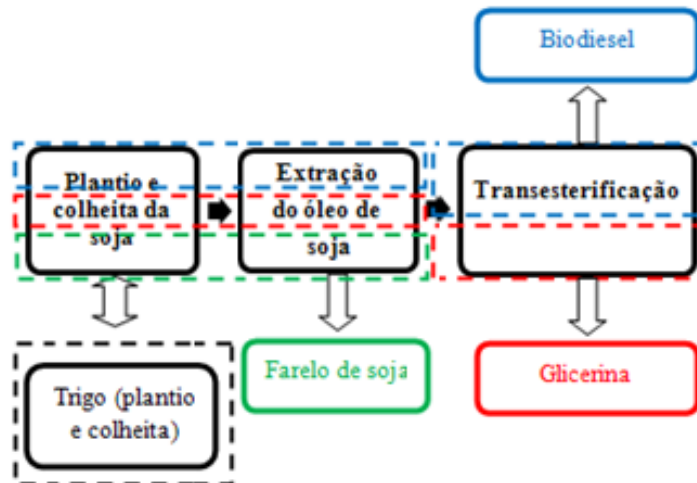 Biodiesel
Plantio e
colheita da
soja
Extração
do óleo de
soja
Transesterificação
Trigo (plantio
e colheita)
Farelo de soja
Glicerina